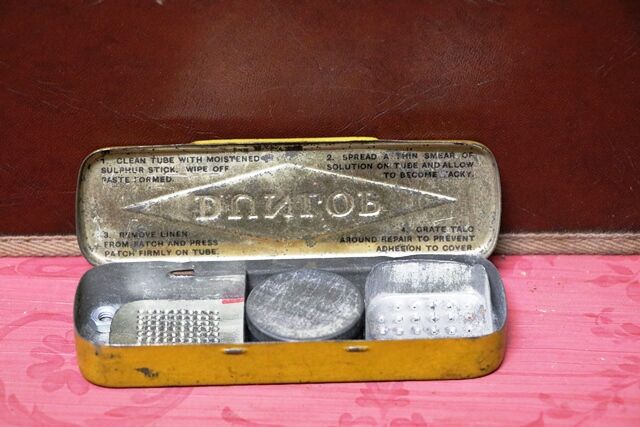 1. CLEAN TUBE WITH MOISTENED
SULPHUR STICK. WIPE OFF
PASTE FORMED.
2. SPREAD A THIN SMEAR OF
SOLUTION ON TUBE AND ALLOW
TO BECOME TACKY.
DUNLOP
3. REMOVE LINEN
FROM PATCH AND PRESS
PATCH FIRMLY ON TUBE.
4. GRATE TALC
AROUND REPAIR TO PREVENT
ADHESION TO COVER